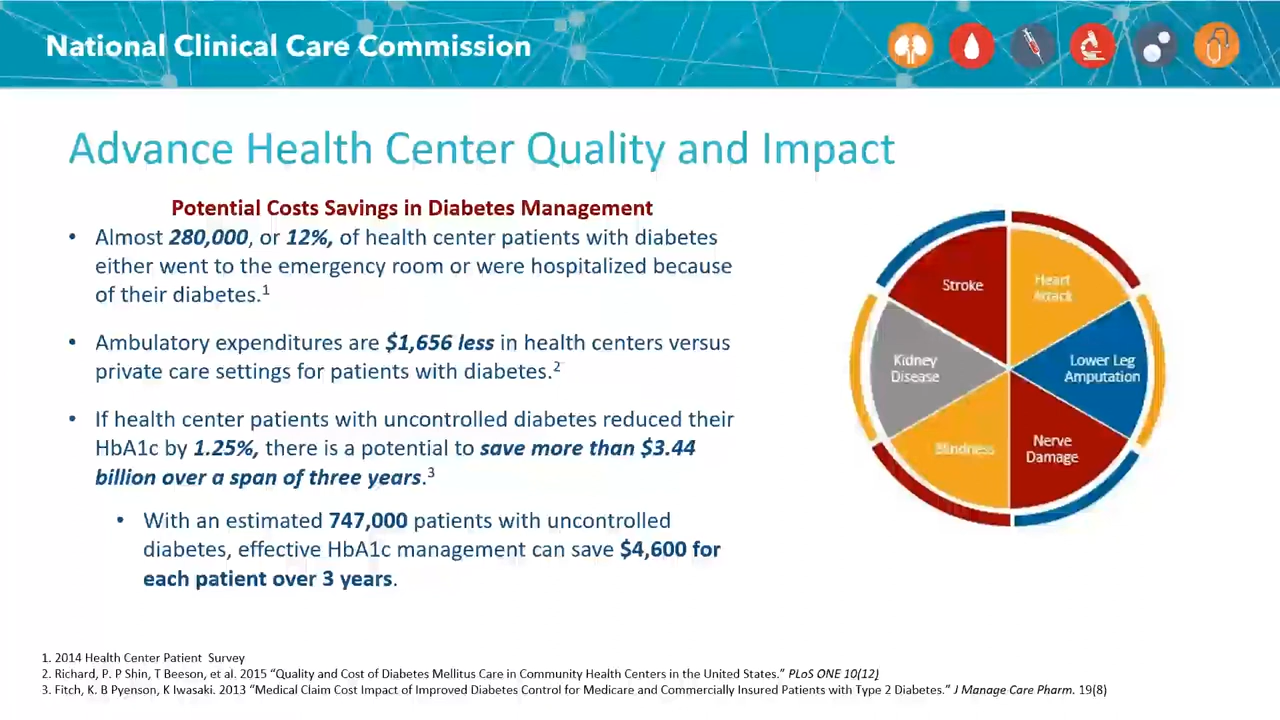 National Clinical Care Commission
Advance Health Center Quality and Impact
Potential Costs Savings in Diabetes Management
• Almost 280,000, or 12%, of health center patients with diabetes
either went to the emergency room or were hospitalized because
of their diabetes.1
• Ambulatory expenditures are $1,656 less in health centers versus
private care settings for patients with diabetes.2
• If health center patients with uncontrolled diabetes reduced their
HbA1c by 1.25%, there is a potential to save more than $3.44
billion over a span of three years.3
• With an estimated 747,000 patients with uncontrolled
diabetes, effective HbA1c management can save $4,600 for
each patient over 3 years.
Stroke
Heart
Attack
Kidney
Disease
Lower Leg
Amputation
Blindness
Nerve
Damage
1. 2014 Health Center Patient Survey
2. Richard, P. P Shin, T Beeson, et al. 2015 “Quality and Cost of Diabetes Mellitus Care in Community Health Centers in the United States.” PLoS ONE 10(12)
3. Fitch, K. B Pyenson, K Iwasaki. 2013 “Medical Claim Cost Impact of Improved Diabetes Control for Medicare and Commercially Insured Patients with Type 2 Diabetes.” J Manage Care Pharm. 19(8)